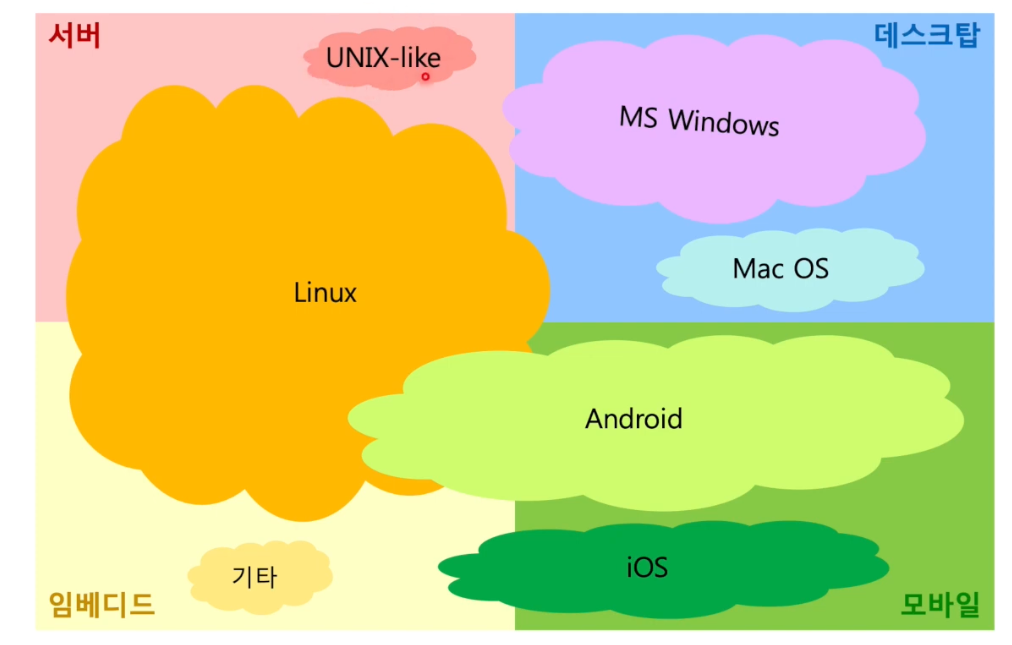 서버
UNIX-like
데스크탑
MS Windows
Mac OS
Linux
Android
iOS
기타
임베디드
모바일